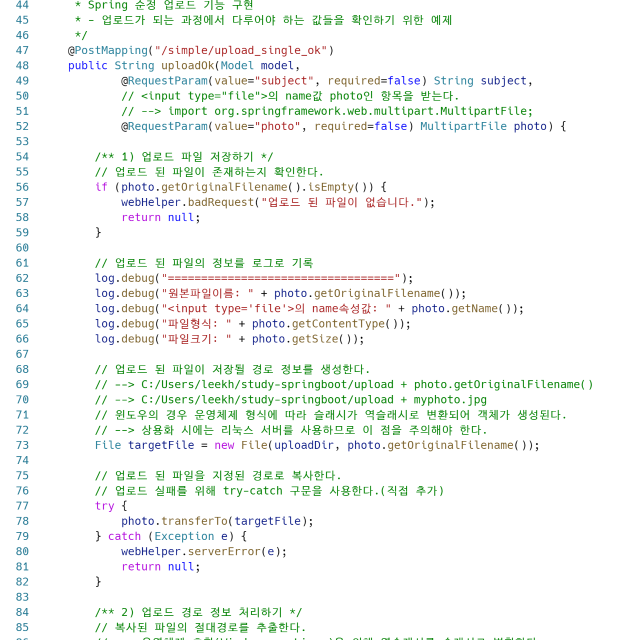 44 * Spring 순정 업로드 기능 구현
45 * - 업로드가 되는 과정에서 다루어야 하는 값들을 확인하기 위한 예제
46 */
47 @PostMapping("/simple/upload_single_ok")
48 public String uploadOk(Model model,
49 @RequestParam(value="subject", required=false) String subject,
50 // <input type="file">의 name값 photo인 항목을 받는다.
51 // --> import org.springframework.web.multipart.MultipartFile;
52 @RequestParam(value="photo", required=false) MultipartFile photo) {
53
54 /** 1) 업로드 파일 저장하기 */
55 // 업로드 된 파일이 존재하는지 확인한다.
56 if (photo.getOriginalFilename().isEmpty()) {
57 webHelper.badRequest("업로드 된 파일이 없습니다.");
58 return null;
59 }
60
61 // 업로드 된 파일의 정보를 로그로 기록
62 log.debug("==================================");
63 log.debug("원본파일이름: " + photo.getOriginalFilename());
64 log.debug("<input type='file'>의 name속성값: " + photo.getName());
65 log.debug("파일형식: " + photo.getContentType());
66 log.debug("파일크기: " + photo.getSize());
67
68 // 업로드 된 파일이 저장될 경로 정보를 생성한다.
69 // --> C:/Users/leekh/study-springboot/upload + photo.getOriginalFilename()
70 // --> C:/Users/leekh/study-springboot/upload + myphoto.jpg
71 // 윈도우의 경우 운영체제 형식에 따라 슬래시가 역슬래시로 변환되어 객체가 생성된다.
72 // --> 상용화 시에는 리눅스 서버를 사용하므로 이 점을 주의해야 한다.
73 File targetFile = new File(uploadDir, photo.getOriginalFilename());
74
75 // 업로드 된 파일을 지정된 경로로 복사한다.
76 // 업로드 실패를 위해 try-catch 구문을 사용한다.(직접 추가)
77 try {
78 photo.transferTo(targetFile);
79 } catch (Exception e) {
80 webHelper.serverError(e);
81 return null;
82 }
83
84 /** 2) 업로드 경로 정보 처리하기 */
85 // 복사된 파일의 절대경로를 추출한다.